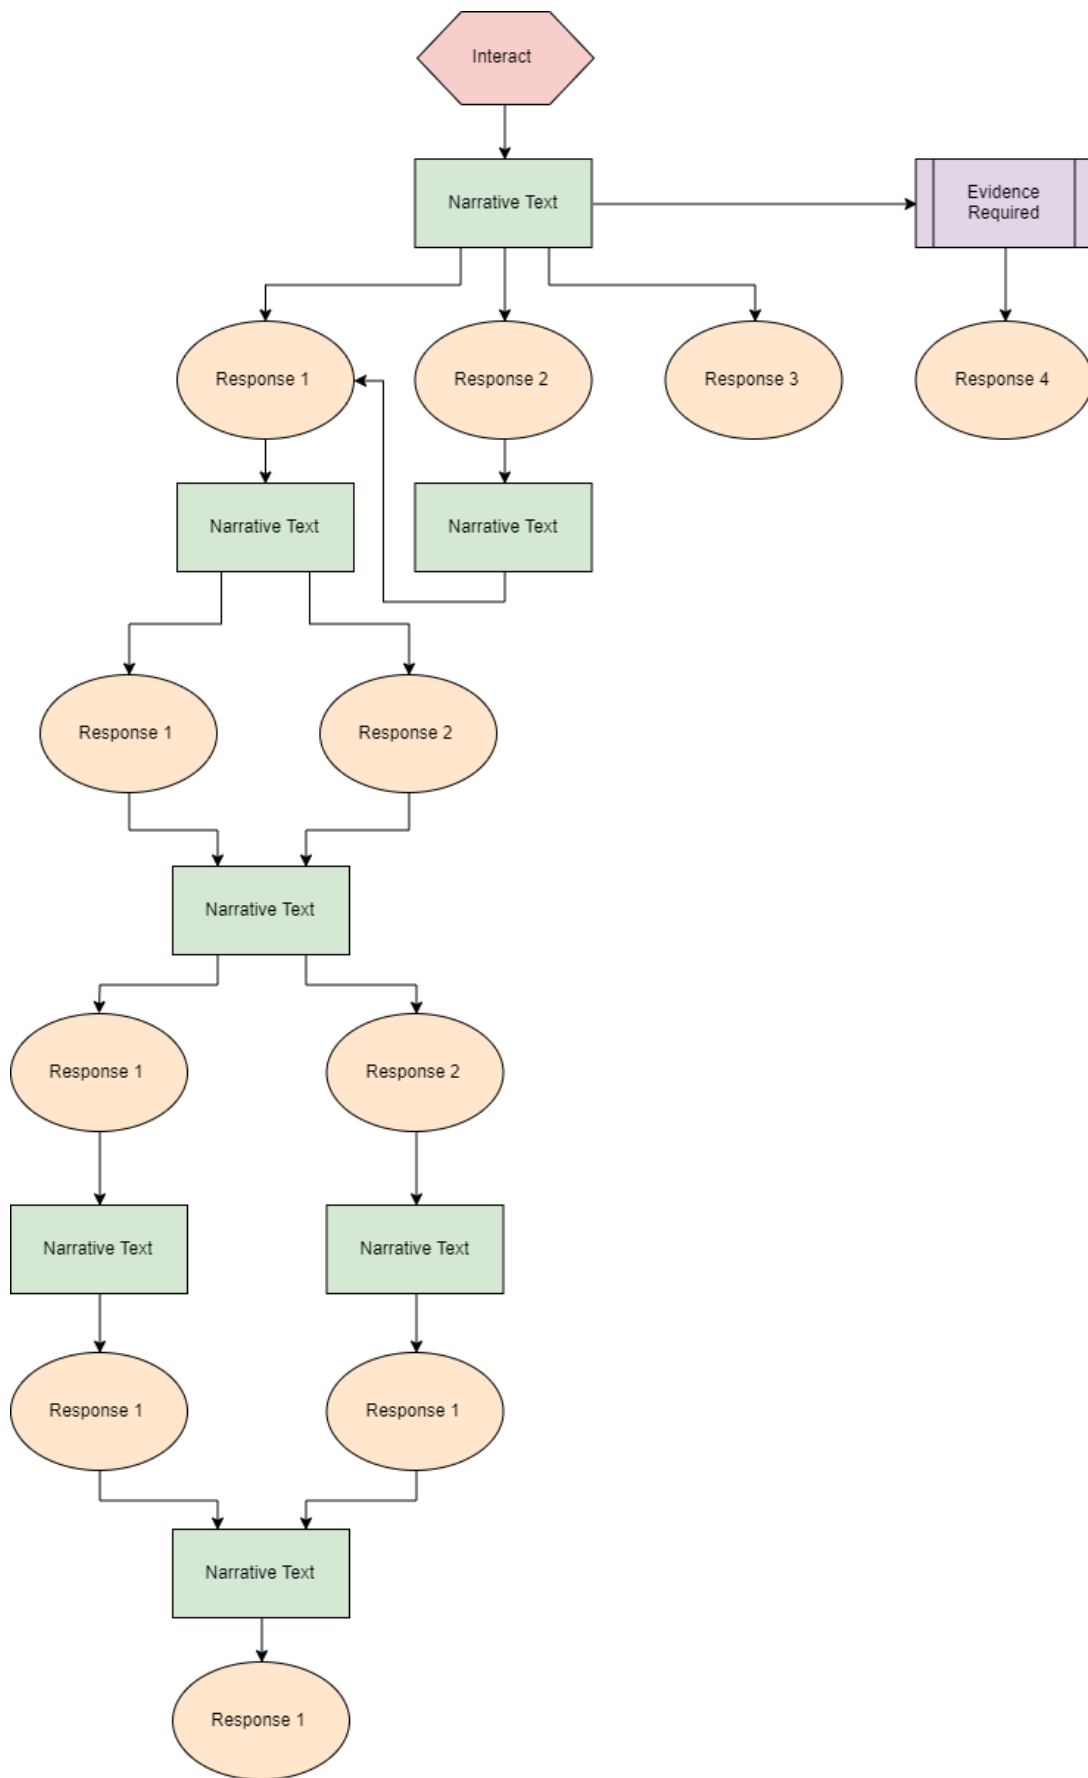 Interact
Narrative Text
Evidence
Required
Response 1
Response 2
Response 3
Response 4
Narrative Text
Narrative Text
Response 1
Response 2
Narrative Text
Response 1
Response 2
Narrative Text
Narrative Text
Response 1
Response 1
Narrative Text
Response 1